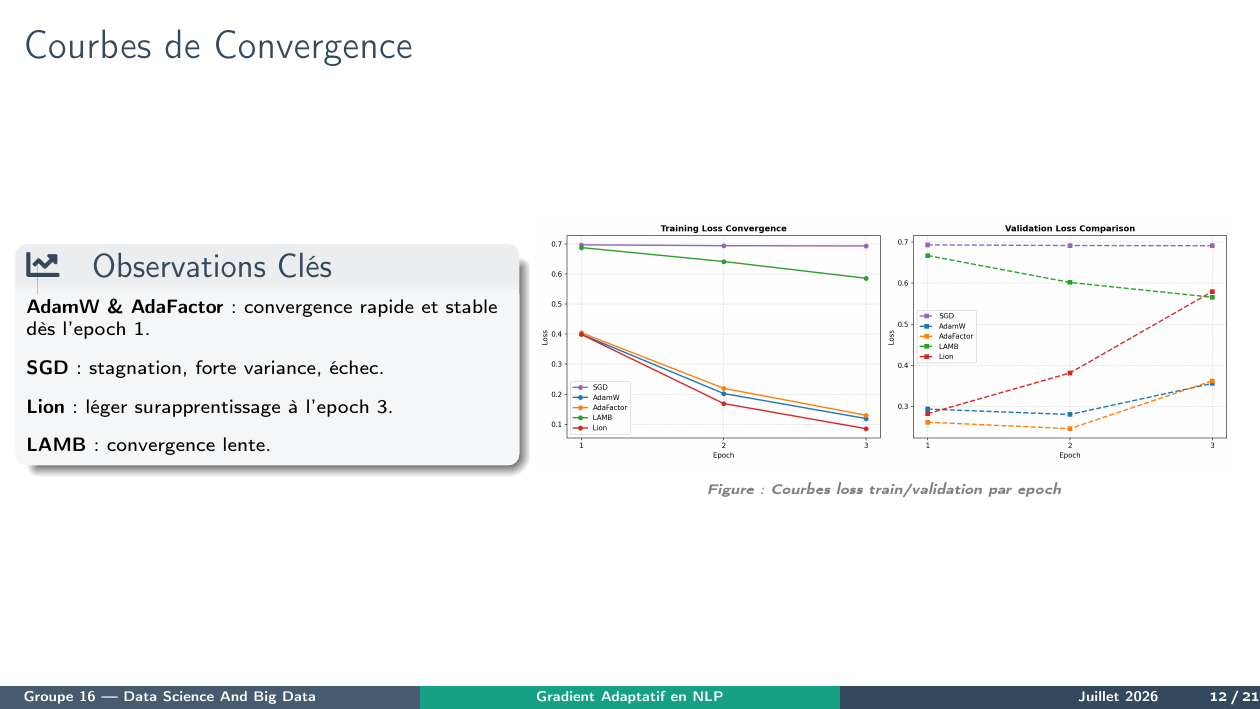 Courbes de Convergence
Observations Clés
AdamW & AdaFactor : convergence rapide et stable
dès l'epoch 1.
SGD : stagnation, forte variance, échec.
Lion : léger surapprentissage à l'epoch 3.
LAMB : convergence lente.
Training Loss Convergence
0.7
0.6
0.5
0.4
0.3
0.2
0.1
Loss
SGD
AdamW
AdaFactor
LAMB
Lion
1 2 3
Epoch
Validation Loss Comparison
0.7
0.6
0.5
0.4
0.3
Loss
SGD
AdamW
AdaFactor
LAMB
Lion
1 2 3
Epoch
Figure : Courbes loss train/validation par epoch
Groupe 16 — Data Science And Big Data
Gradient Adaptatif en NLP
Juillet 2026
12 / 21